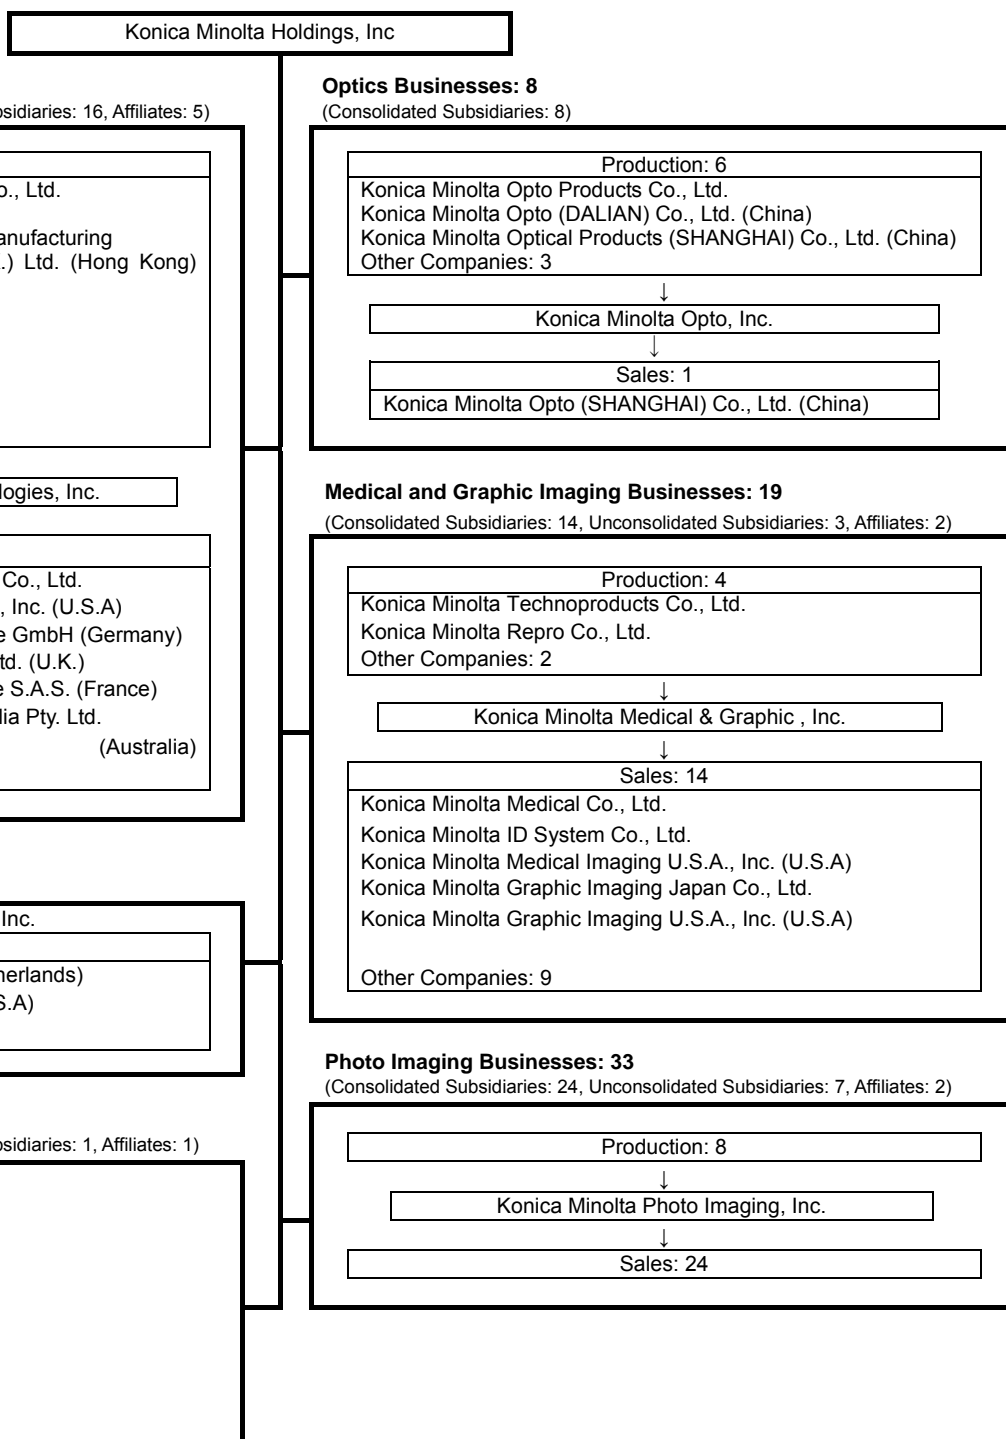 Konica Minolta Holdings, Inc
sidiaries: 16, Affiliates: 5)
o., Ltd.
anufacturing
.) Ltd. (Hong Kong)
logies, Inc.
Co., Ltd.
, Inc. (U.S.A)
e GmbH (Germany)
td. (U.K.)
e S.A.S. (France)
lia Pty. Ltd.
(Australia)
Inc.
herlands)
S.A)
sidiaries: 1, Affiliates: 1)
Optics Businesses: 8
(Consolidated Subsidiaries: 8)
Production: 6
Konica Minolta Opto Products Co., Ltd.
Konica Minolta Opto (DALIAN) Co., Ltd. (China)
Konica Minolta Optical Products (SHANGHAI) Co., Ltd. (China)
Other Companies: 3
↓
Konica Minolta Opto, Inc.
↓
Sales: 1
Konica Minolta Opto (SHANGHAI) Co., Ltd. (China)
Medical and Graphic Imaging Businesses: 19
(Consolidated Subsidiaries: 14, Unconsolidated Subsidiaries: 3, Affiliates: 2)
Production: 4
Konica Minolta Technoproducts Co., Ltd.
Konica Minolta Repro Co., Ltd.
Other Companies: 2
↓
Konica Minolta Medical & Graphic , Inc.
↓
Sales: 14
Konica Minolta Medical Co., Ltd.
Konica Minolta ID System Co., Ltd.
Konica Minolta Medical Imaging U.S.A., Inc. (U.S.A)
Konica Minolta Graphic Imaging Japan Co., Ltd.
Konica Minolta Graphic Imaging U.S.A., Inc. (U.S.A)
Other Companies: 9
Photo Imaging Businesses: 33
(Consolidated Subsidiaries: 24, Unconsolidated Subsidiaries: 7, Affiliates: 2)
Production: 8
↓
Konica Minolta Photo Imaging, Inc.
↓
Sales: 24